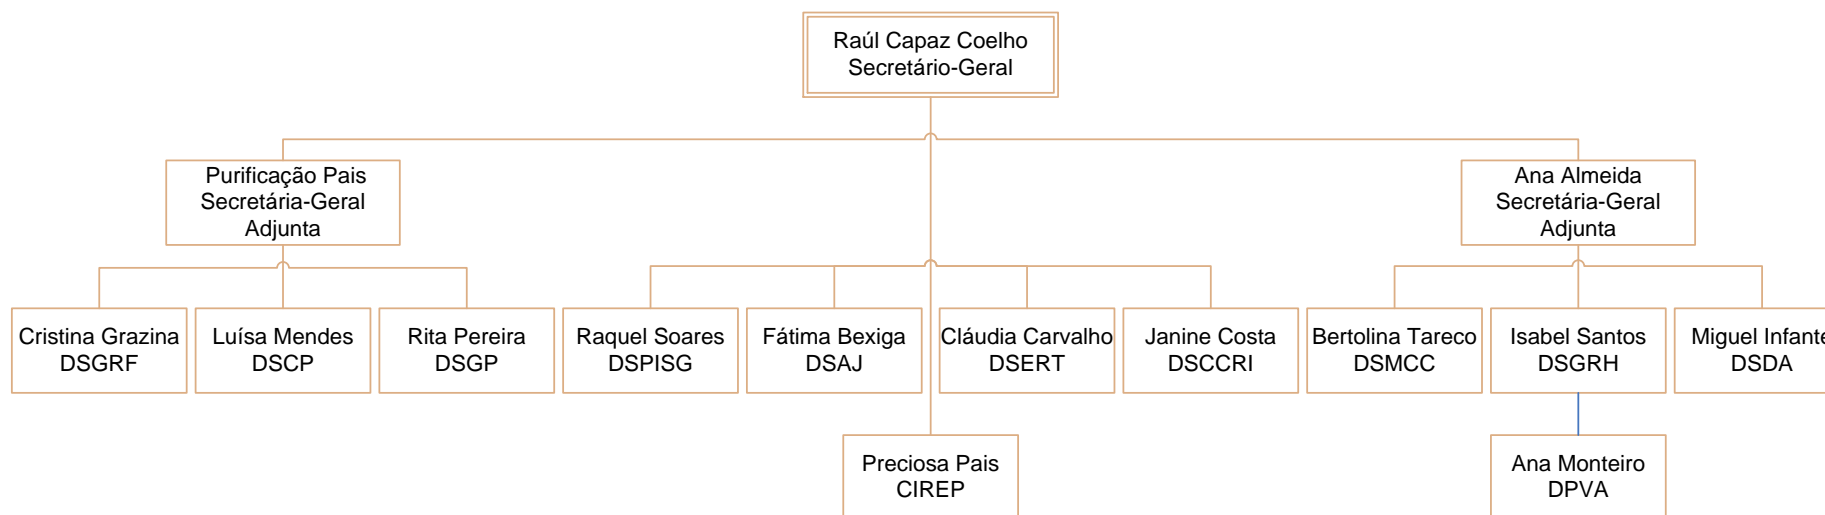 Raúl Capaz Coelho
Secretário-Geral
Purificação Pais
Secretária-Geral
Adjunta
Ana Almeida
Secretária-Geral
Adjunta
Cristina Grazina
DSGRF
Luísa Mendes
DSCP
Rita Pereira
DSGP
Raquel Soares
DSPISG
Fátima Bexiga
DSAJ
Cláudia Carvalho
DSERT
Janine Costa
DSCCRI
Bertolina Tareco
DSMCC
Isabel Santos
DSGRH
Miguel Infante
DSDA
Preciosa Pais
CIREP
Ana Monteiro
DPVA